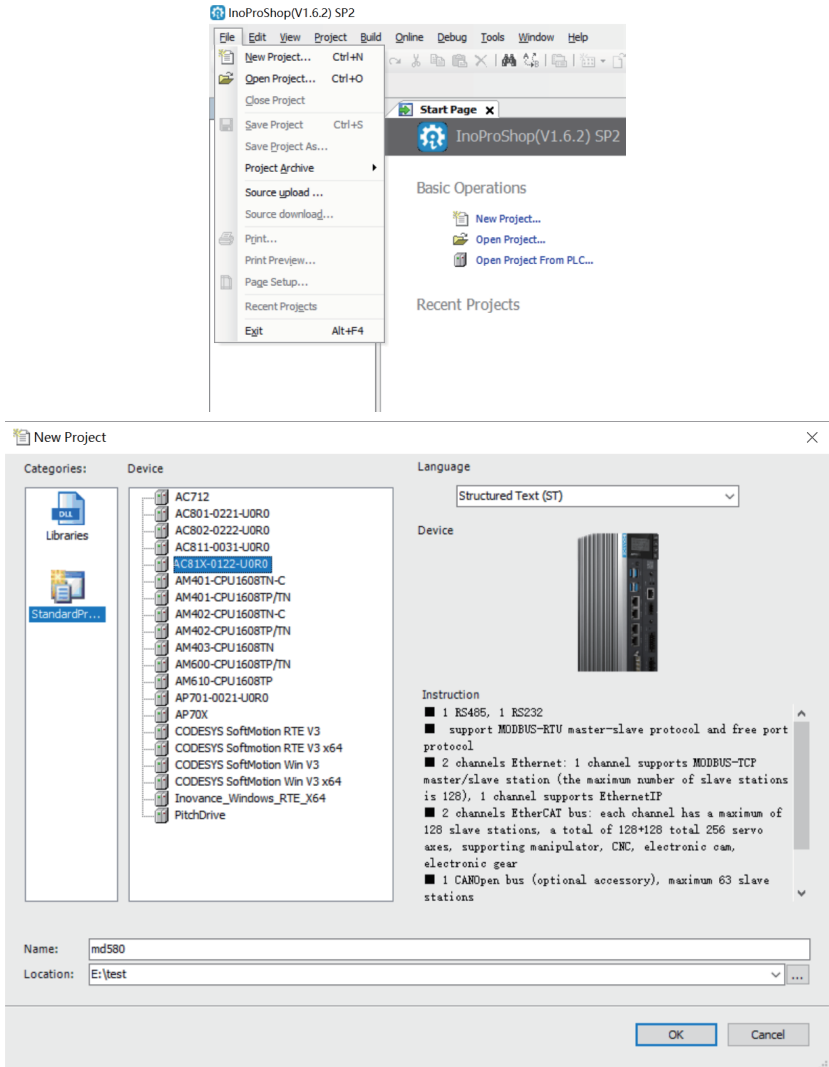 InoProShop(V1.6.2) SP2
File Edit View Project Build Online Debug Tools Window Help
New Project... Ctrl+N
Open Project... Ctrl+O
Close Project
Save Project Ctrl+S
Save Project As...
Project Archive
Source upload ...
Source download...
Print...
Print Preview...
Page Setup...
Recent Projects
Exit Alt+F4
Start Page X
InoProShop(V1.6.2) SP2
Basic Operations
New Project...
Open Project...
Open Project From PLC...
Recent Projects
New Project
Categories:
DLL
Libraries
StandardPr...
Device
AC712
AC801-0221-U0R0
AC802-0222-U0R0
AC811-0031-U0R0
AC81X-0122-U0R0
AM401-CPU1608TN-C
AM401-CPU1608TP/TN
AM402-CPU1608TN-C
AM402-CPU1608TP/TN
AM403-CPU1608TN
AM600-CPU1608TP/TN
AM610-CPU1608TP
AP701-0021-U0R0
AP70X
CODESYS SoftMotion RTE V3
CODESYS SoftMotion RTE V3 x64
CODESYS SoftMotion Win V3
CODESYS SoftMotion Win V3 x64
Inovance_Windows_RTE_X64
PitchDrive
Language
Structured Text (ST)
Device
Instruction
■ 1 RS485, 1 RS232
■ support MODBUS-RTU master-slave protocol and free port
protocol
■ 2 channels Ethernet: 1 channel supports MODBUS-TCP
master/slave station (the maximum number of slave stations
is 128), 1 channel supports EthernetIP
■ 2 channels EtherCAT bus: each channel has a maximum of
128 slave stations, a total of 128+128 total 256 servo
axes, supporting manipulator, CNC, electronic cam,
electronic gear
■ 1 CANOpen bus (optional accessory), maximum 63 slave
stations
Name: md580
Location: E:\test
...
OK Cancel